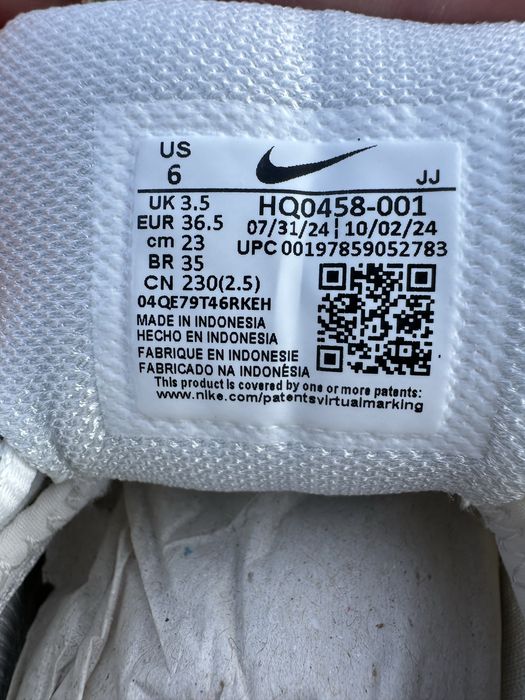 US
6
JJ
UK 3.5
HQ0458-001
EUR 36.5
07/31/24 | 10/02/24
cm 23
UPC 00197859052783
BR 35
CN 230(2.5)
04QE79T46RKEH
MADE IN INDONESIA
HECHO EN INDONESIA
FABRIQUE EN INDONESIE
FABRICADO NA INDONÉSIA
This product is covered by one or more patents:
www.nike.com/patentsvirtualmarking